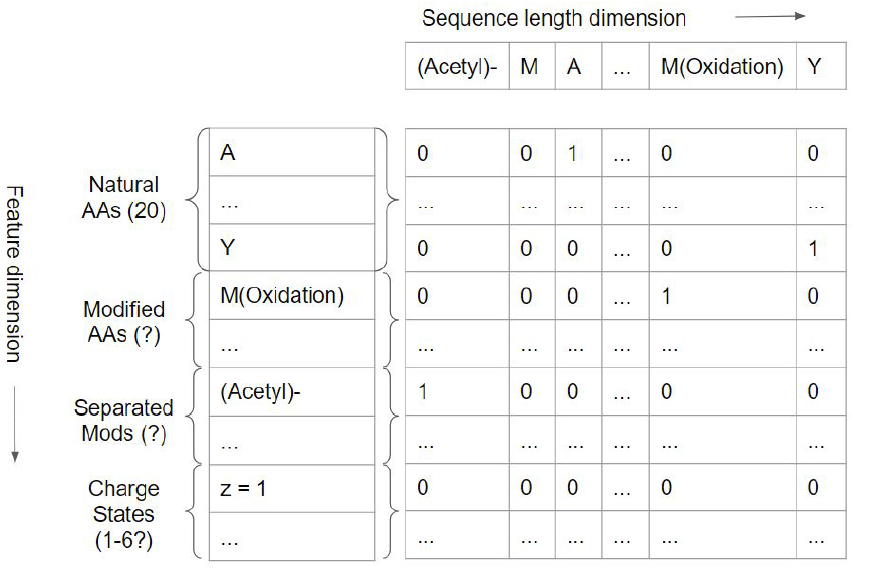 Sequence length dimension
(Acetyl)- M A ... M(Oxidation) Y
Feature dimension
Natural
AAs (20)
A 0 0 1 ... 0 0
... ... ... ... ... ... ...
Y 0 0 0 ... 0 1
Modified
AAs (?)
M(Oxidation) 0 0 0 ... 1 0
... ... ... ... ... ... ...
Separated
Mods (?)
(Acetyl)- 1 0 0 ... 0 0
... ... ... ... ... ... ...
Charge
States
(1-6?)
z = 1 0 0 0 ... 0 0
... ... ... ... ... ... ...